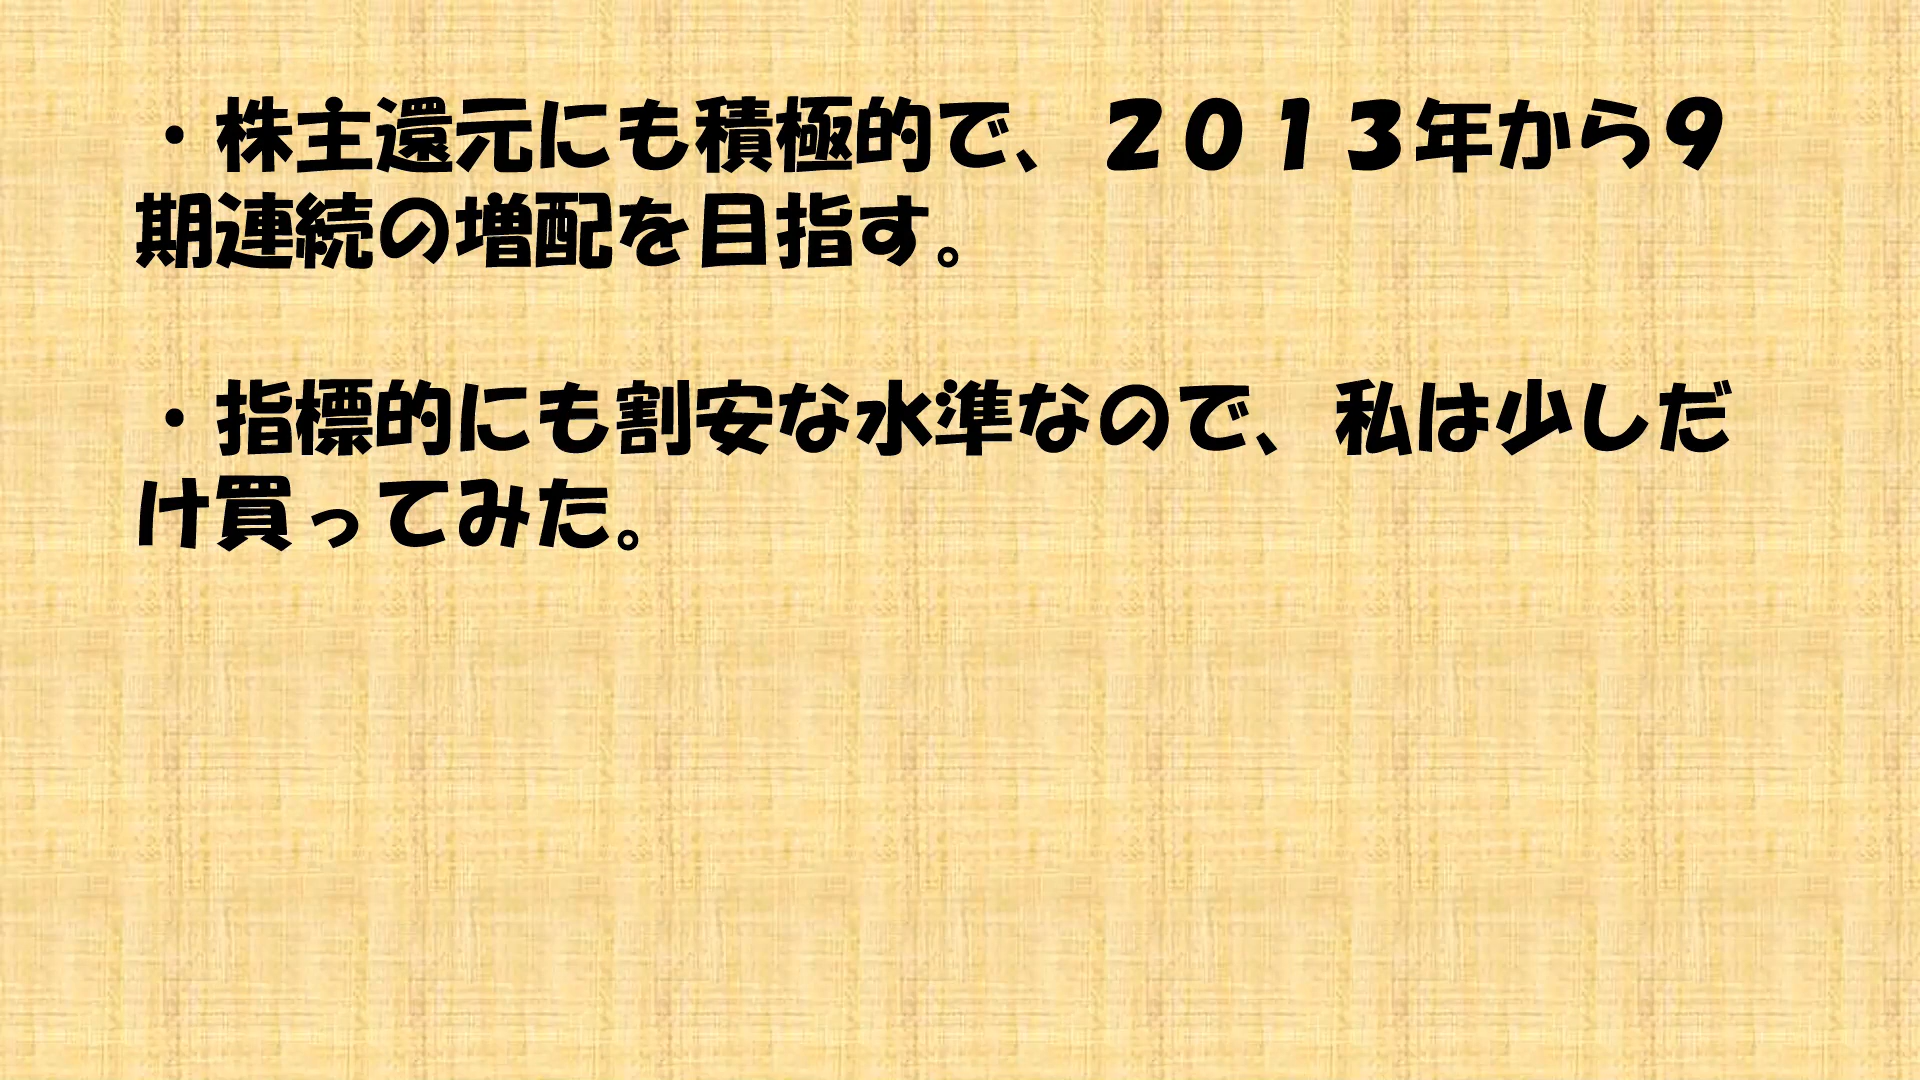 ・株主還元にも積極的で、２０１３年から９
期連続の増配を目指す。
・指標的にも割安な水準なので、私は少しだ
け買ってみた。